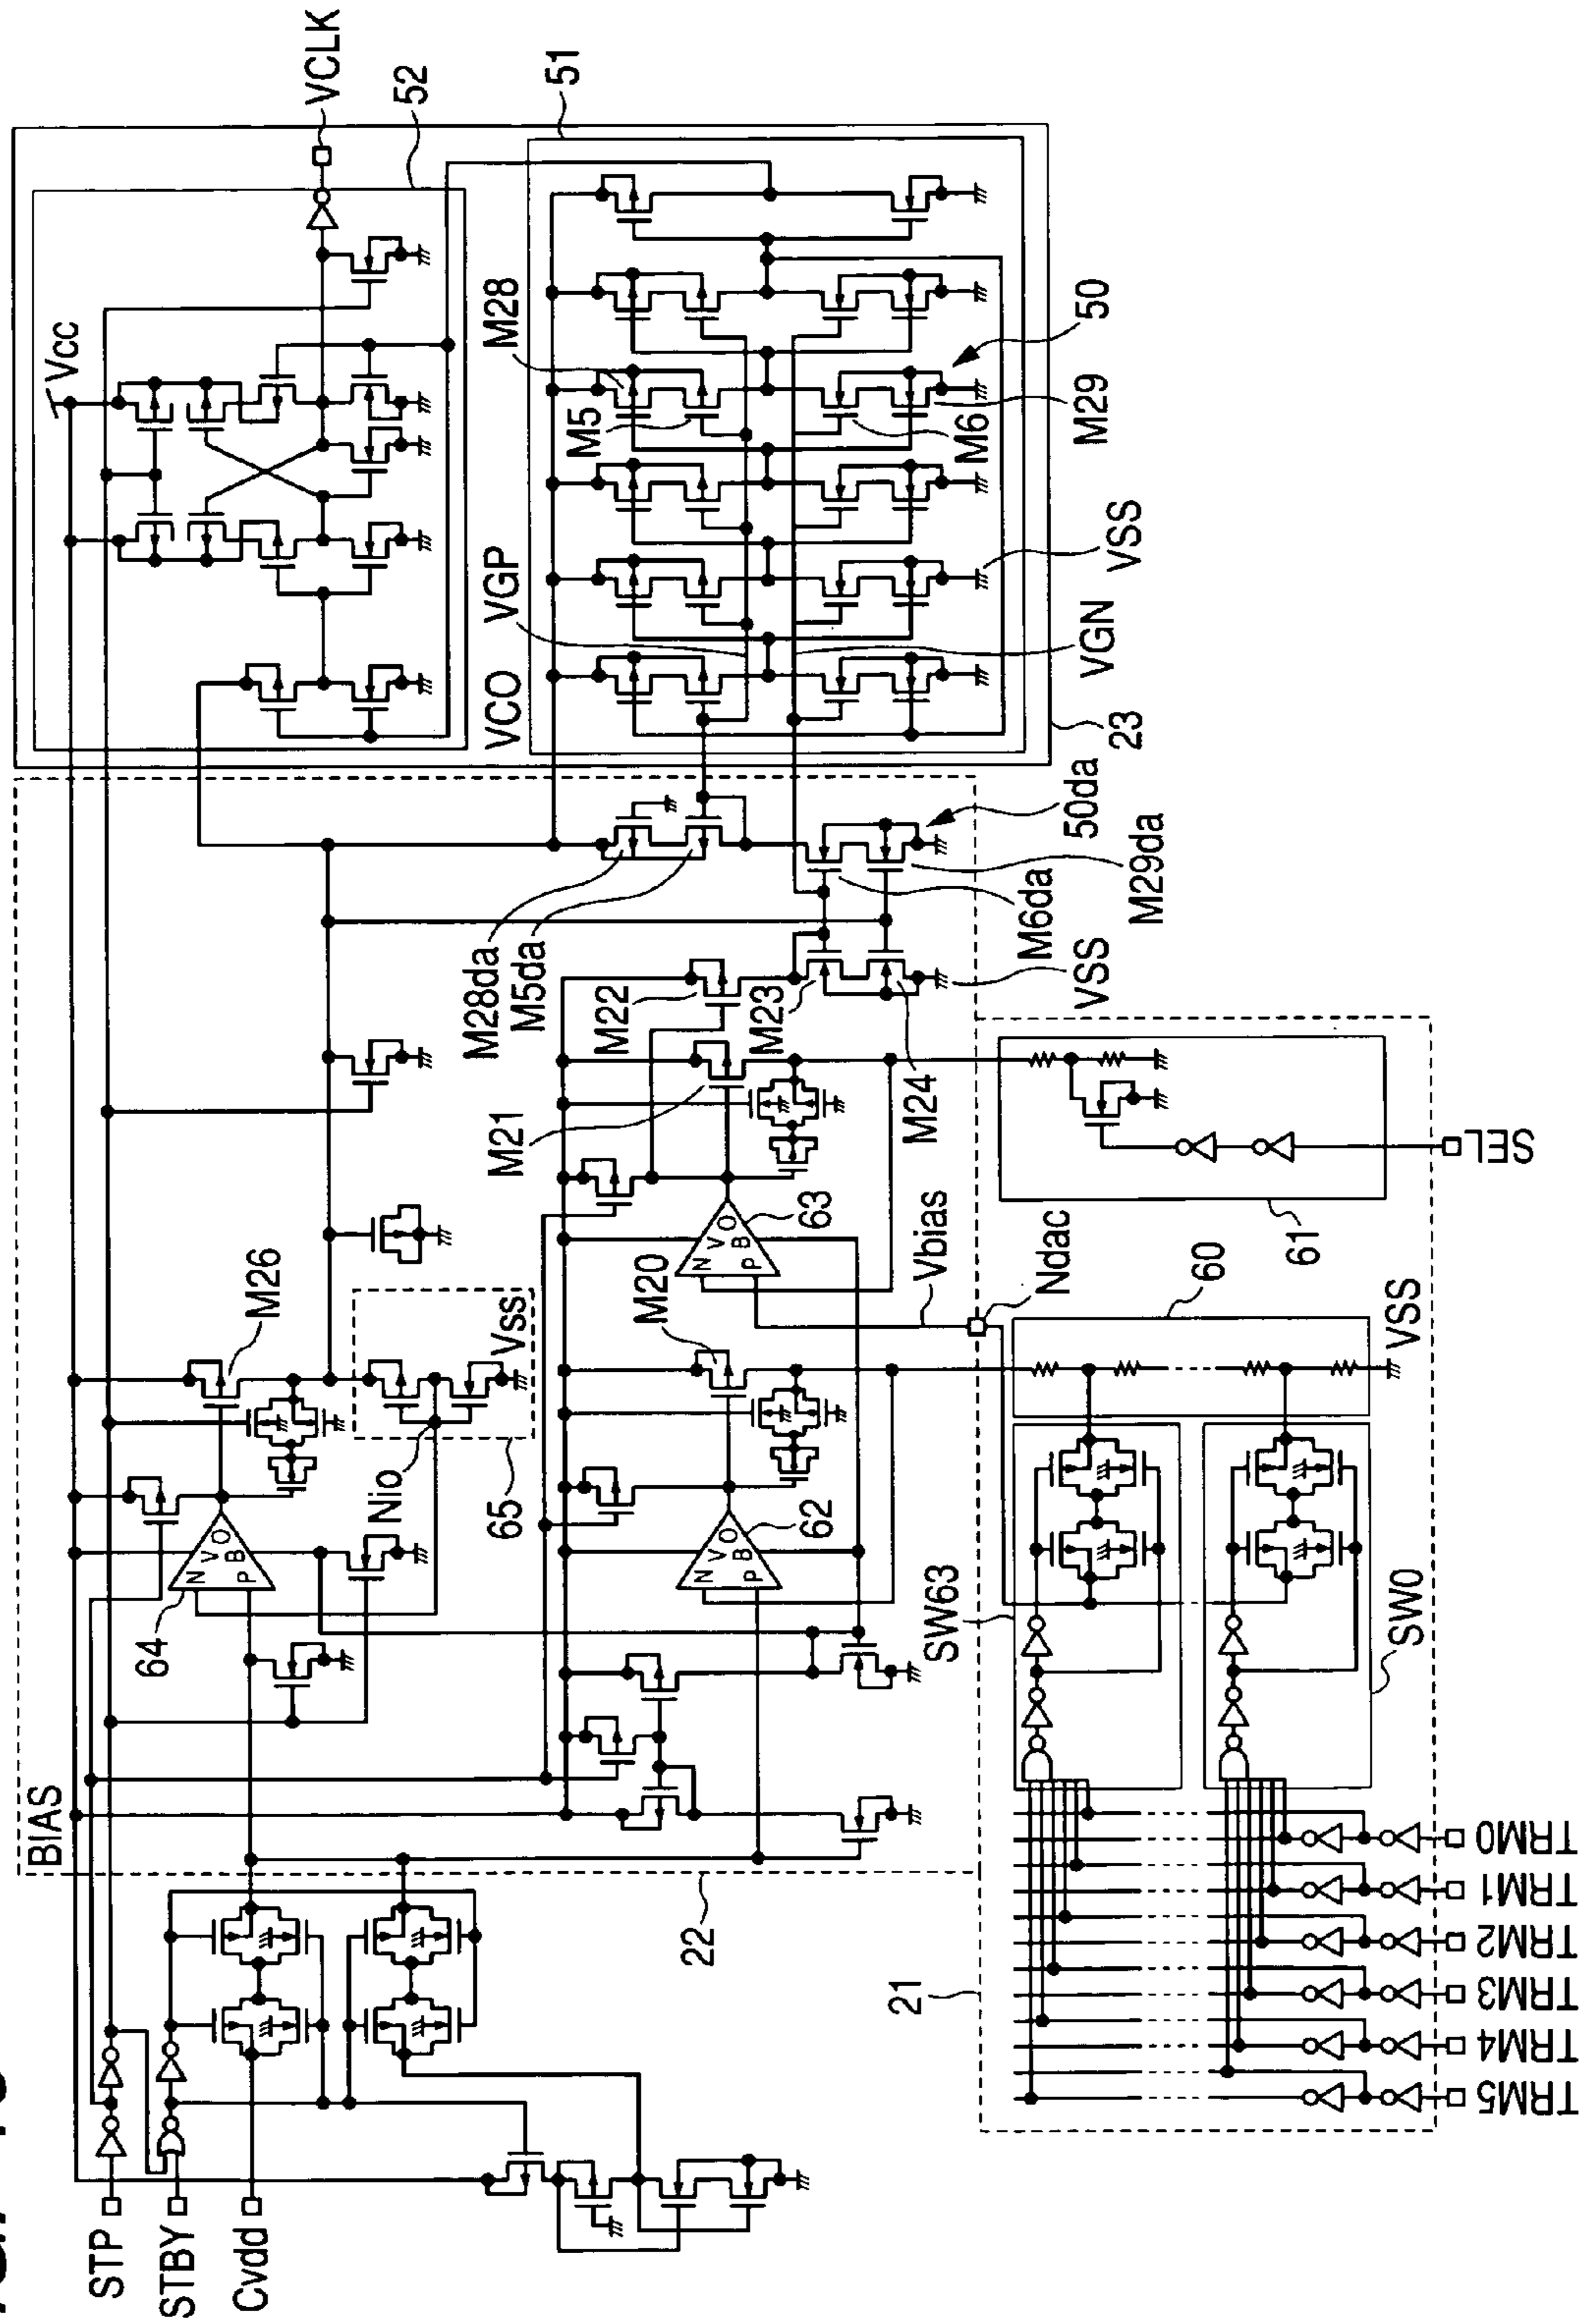 STP
STBY
Cvdd
BIAS
64
Nio
65
Vss
M26
Vcc
VCLK
52
51
VCO
VGP
M28
M5
M6
M29
50
VSS
VGN
23
M28da
M5da
M6da
M29da
50da
M22
M23
VSS
M24
M21
63
N
V
O
P
B
62
N
V
O
P
B
N
V
O
P
B
M20
Vbias
Ndac
60
61
SEL
VSS
SW63
SW0
22
21
TRM0
TRM1
TRM2
TRM3
TRM4
TRM5